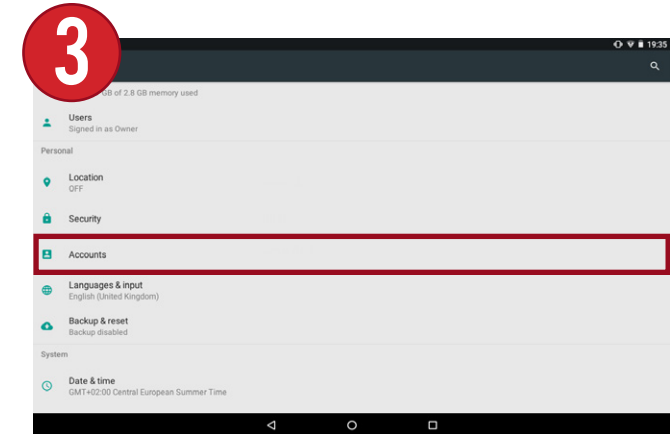 3
19:35
GB of 2.8 GB memory used
Users
Signed in as Owner
Personal
Location
OFF
Security
Accounts
Languages & input
English (United Kingdom)
Backup & reset
Backup disabled
System
Date & time
GMT+02:00 Central European Summer Time